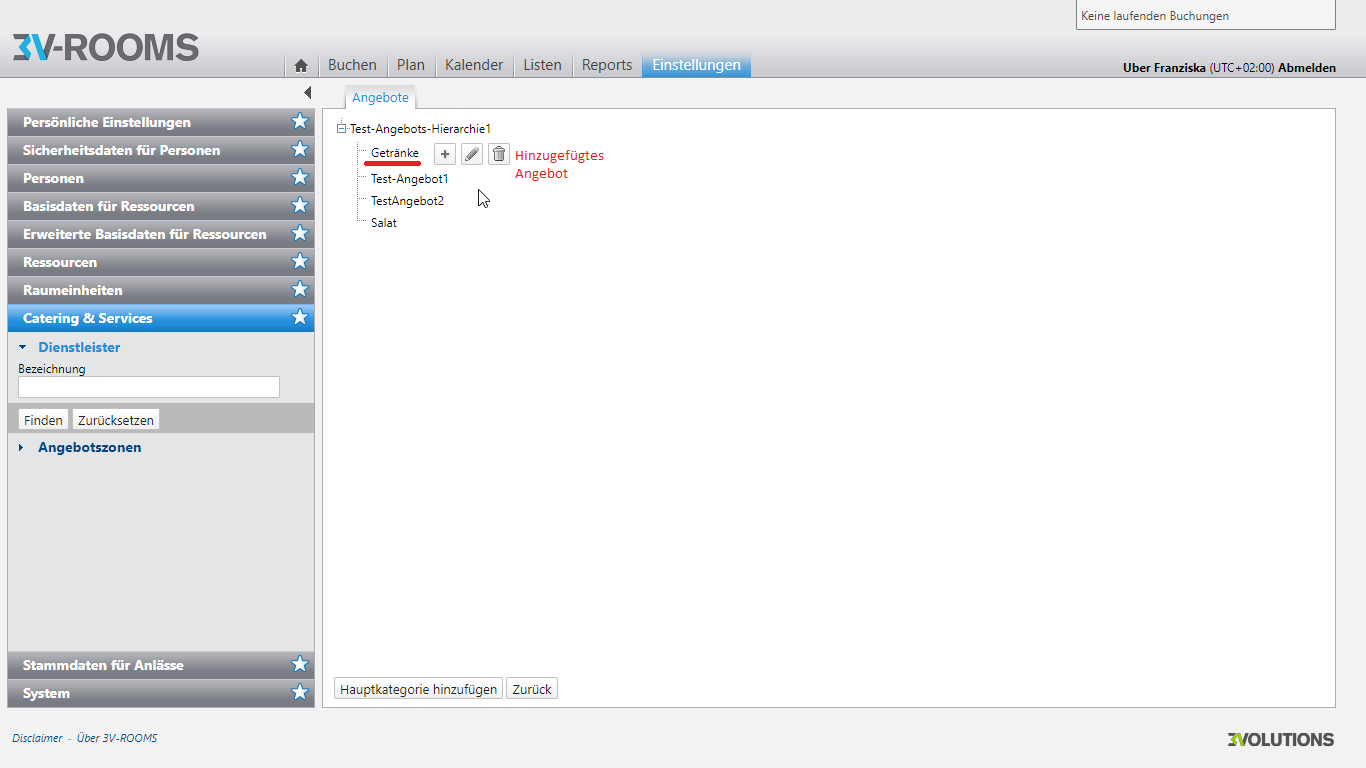 Keine laufenden Buchungen
3V-ROOMS
Buchen Plan Kalender Listen Reports Einstellungen
Uber Franziska (UTC+02:00) Abmelden
Angebote
Persönliche Einstellungen
Sicherheitsdaten für Personen
Personen
Basisdaten für Ressourcen
Erweiterte Basisdaten für Ressourcen
Ressourcen
Raumeinheiten
Catering & Services
Dienstleister
Bezeichnung
Finden Zurücksetzen
Angebotszonen
Stammdaten für Anlässe
System
Test-Angebots-Hierarchie1
Getränke
Hinzugefügtes
Angebot
Test-Angebot1
TestAngebot2
Salat
Hauptkategorie hinzufügen Zurück
Disclaimer - Über 3V-ROOMS
3VOLUTIONS